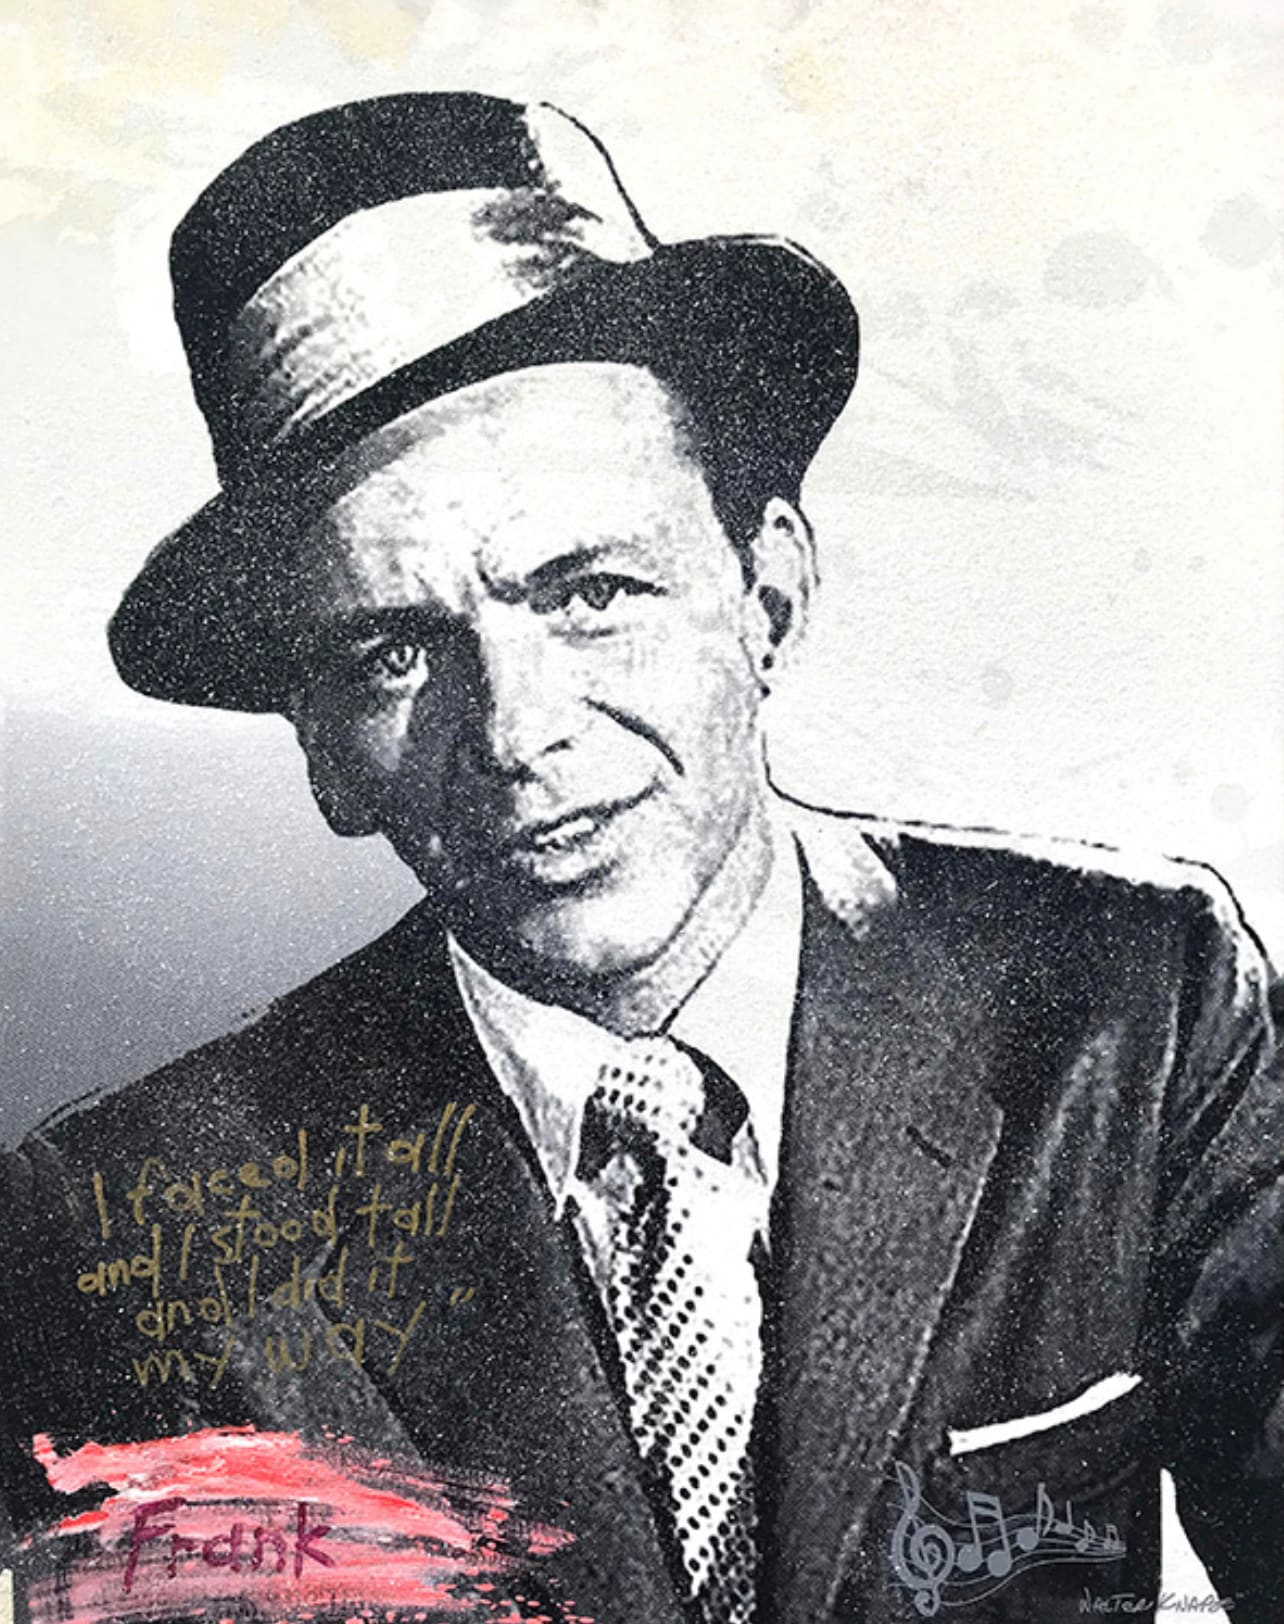 "I faced it all
and I stood tall
and I did it
my way"
Frank
WALTER KNAPP